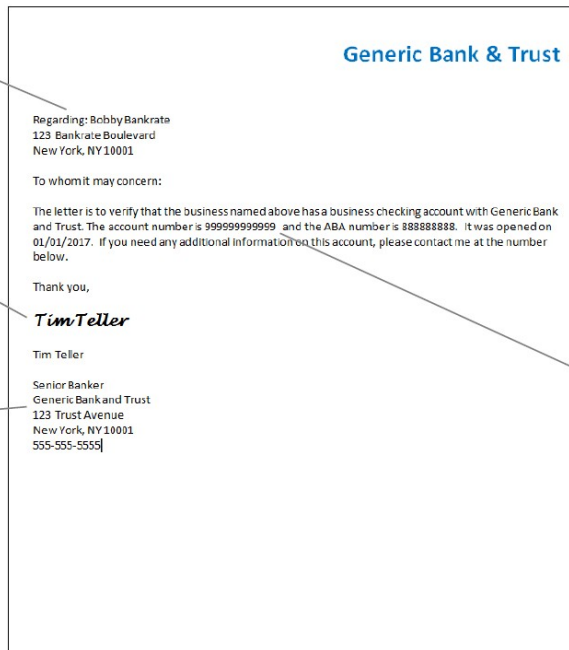 Generic Bank & Trust
Regarding: Bobby Bankrate
123 Bankrate Boulevard
New York, NY 10001
To whom it may concern:
The letter is to verify that the business named above has a business checking account with Generic Bank
and Trust. The account number is 999999999999 and the ABA number is 888888888. It was opened on
01/01/2017. If you need any additional information on this account, please contact me at the number
below.
Thank you,
Tim Teller
Tim Teller
Senior Banker
Generic Bank and Trust
123 Trust Avenue
New York, NY 10001
555-555-5555